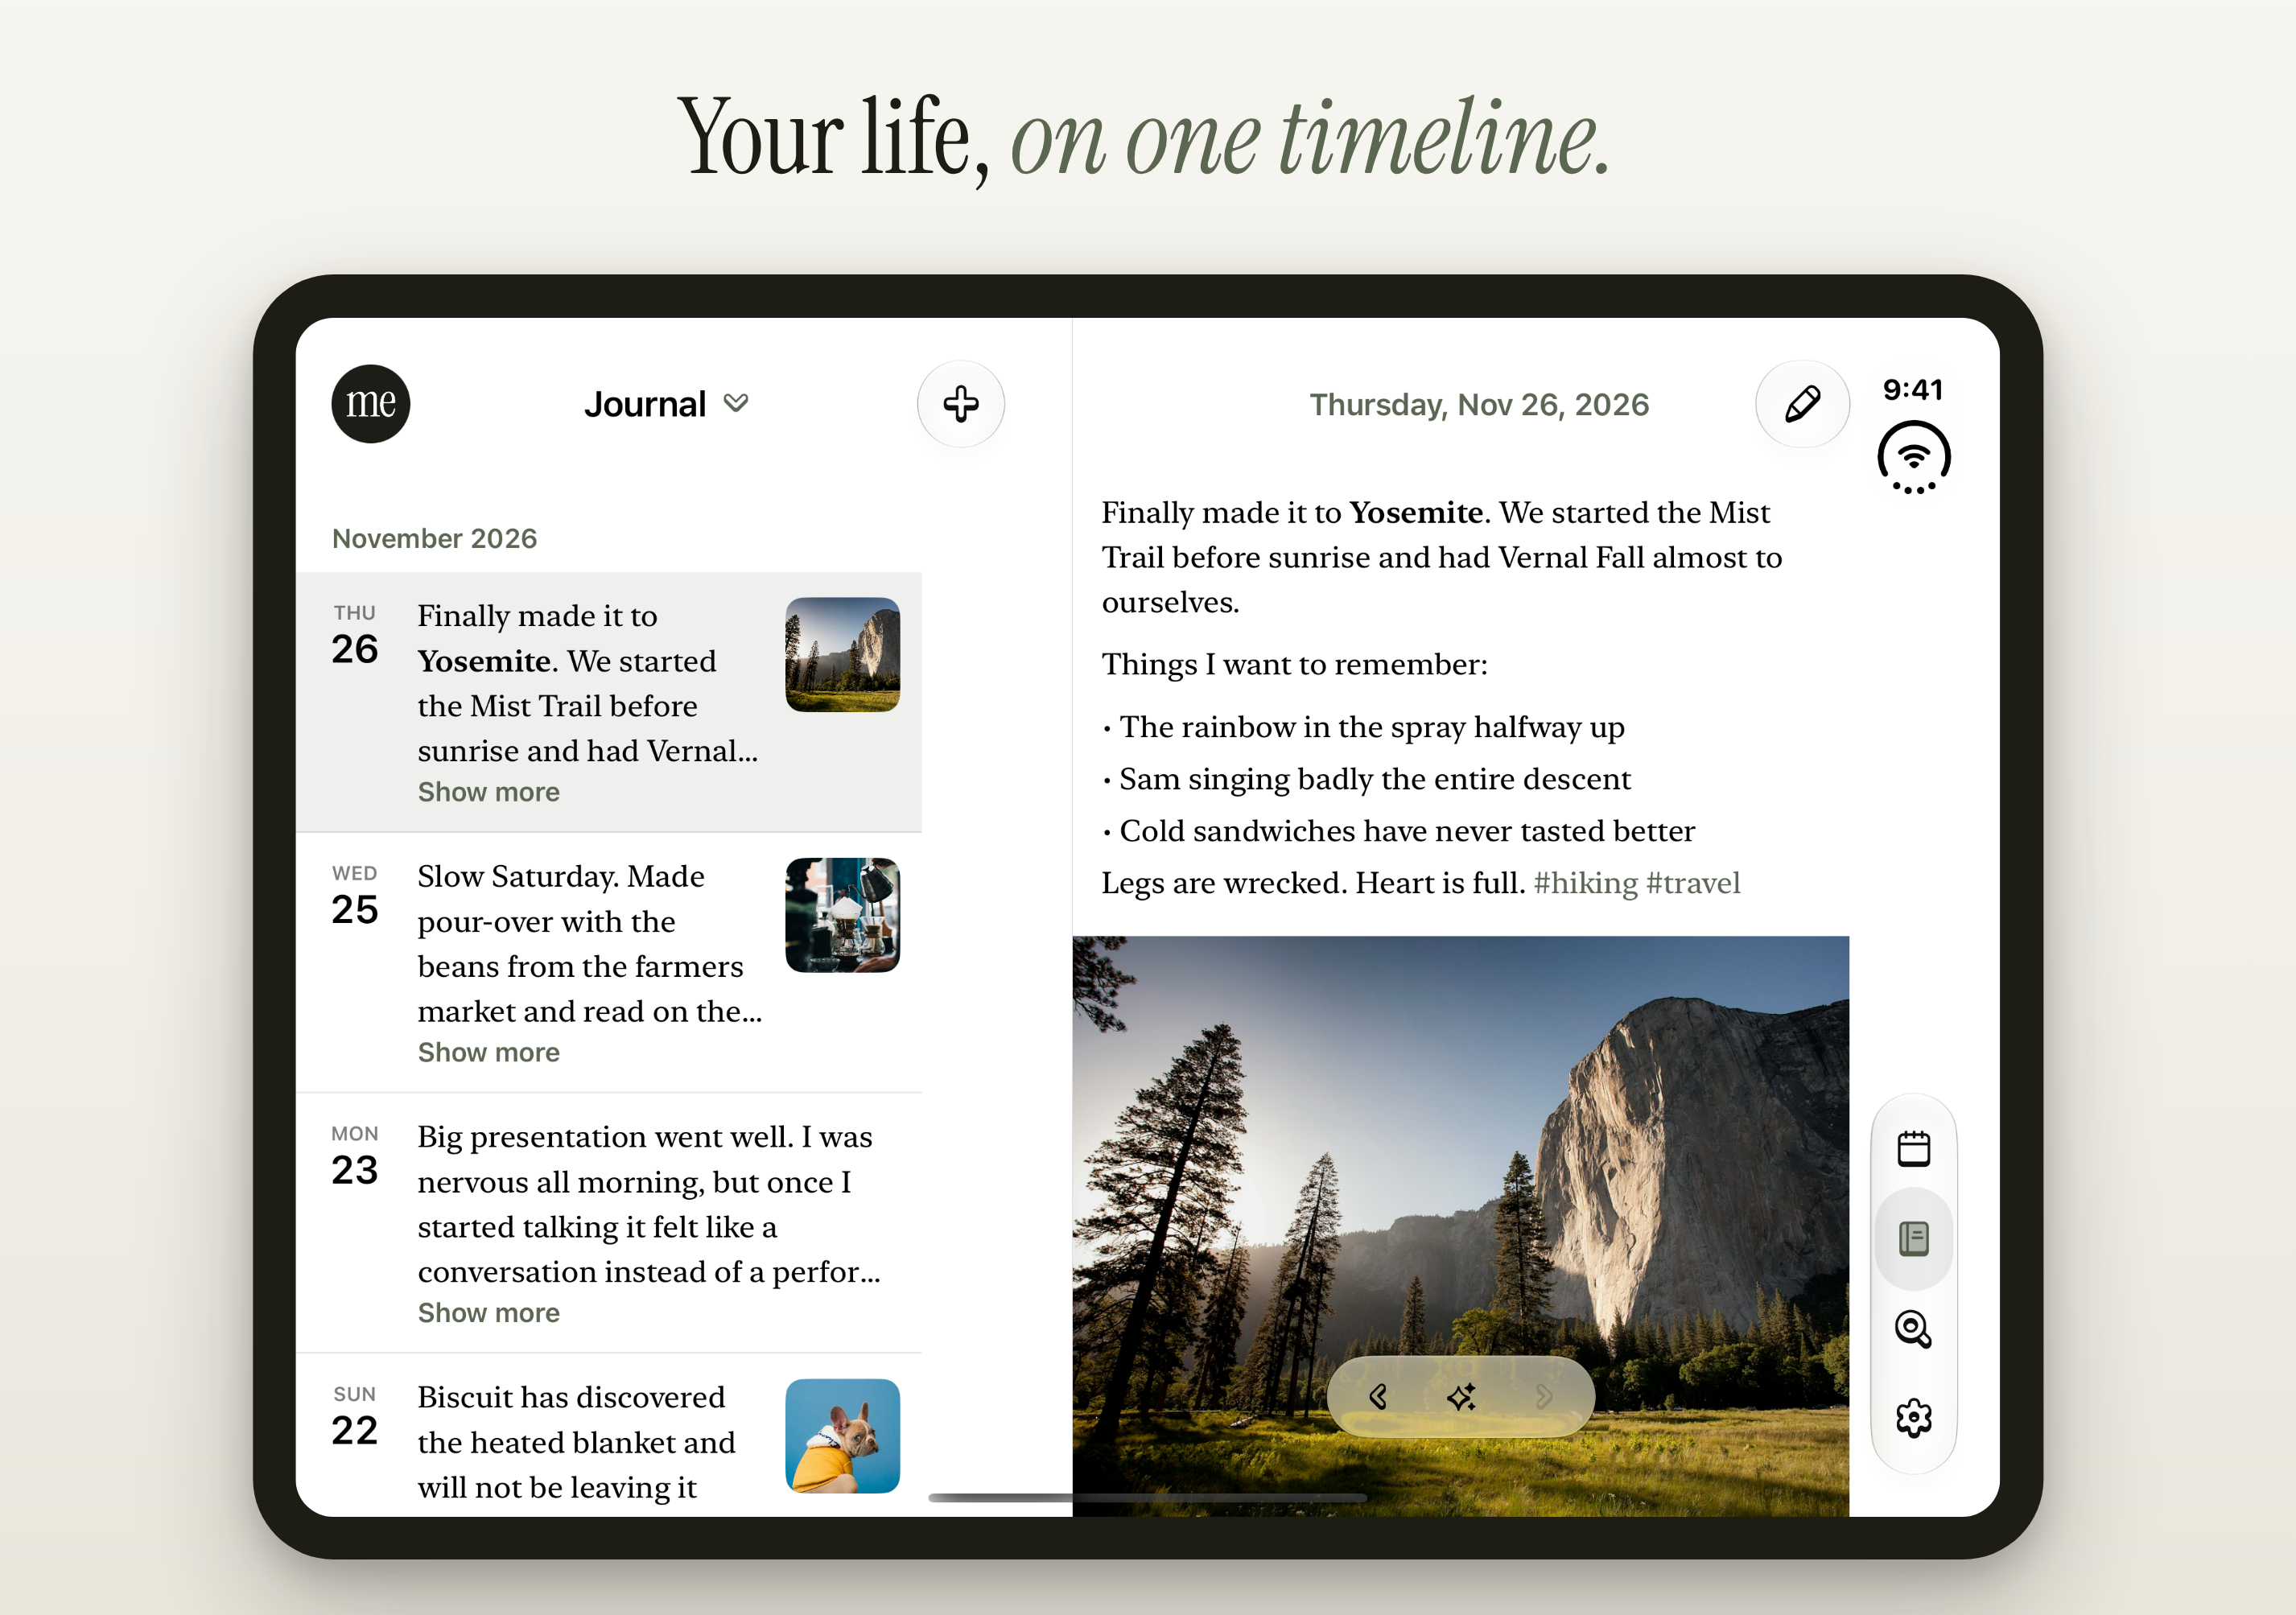 Your life, on one timeline.
me
Journal
November 2026
THU
26
Finally made it to
Yosemite. We started
the Mist Trail before
sunrise and had Vernal...
Show more
WED
25
Slow Saturday. Made
pour-over with the
beans from the farmers
market and read on the...
Show more
MON
23
Big presentation went well. I was
nervous all morning, but once I
started talking it felt like a
conversation instead of a perfor...
Show more
SUN
22
Biscuit has discovered
the heated blanket and
will not be leaving it
Thursday, Nov 26, 2026
9:41
Finally made it to Yosemite. We started the Mist
Trail before sunrise and had Vernal Fall almost to
ourselves.
Things I want to remember:
• The rainbow in the spray halfway up
• Sam singing badly the entire descent
• Cold sandwiches have never tasted better
Legs are wrecked. Heart is full. #hiking #travel